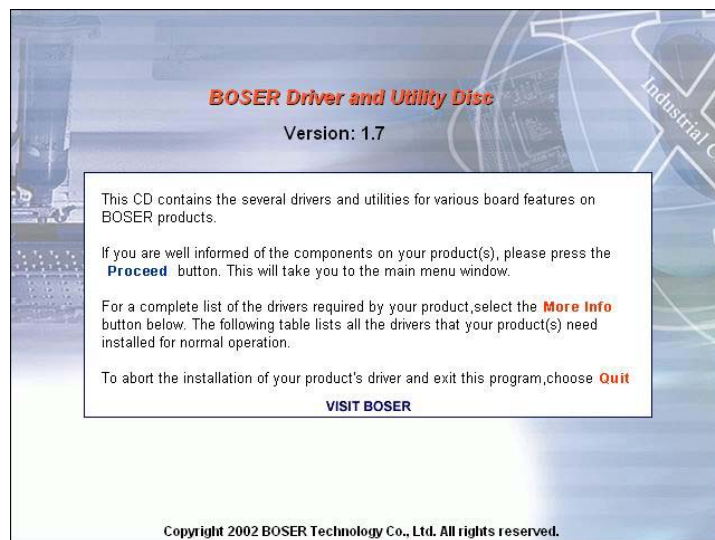 BOSER Driver and Utility Disc
Version: 1.7
Industrial
This CD contains the several drivers and utilities for various board features on
BOSER products.
If you are well informed of the components on your product(s), please press the
Proceed button. This will take you to the main menu window.
For a complete list of the drivers required by your product,select the More Info
button below. The following table lists all the drivers that your product(s) need
installed for normal operation.
To abort the installation of your product's driver and exit this program,choose Quit
VISIT BOSER
Copyright 2002 BOSER Technology Co., Ltd. All rights reserved.